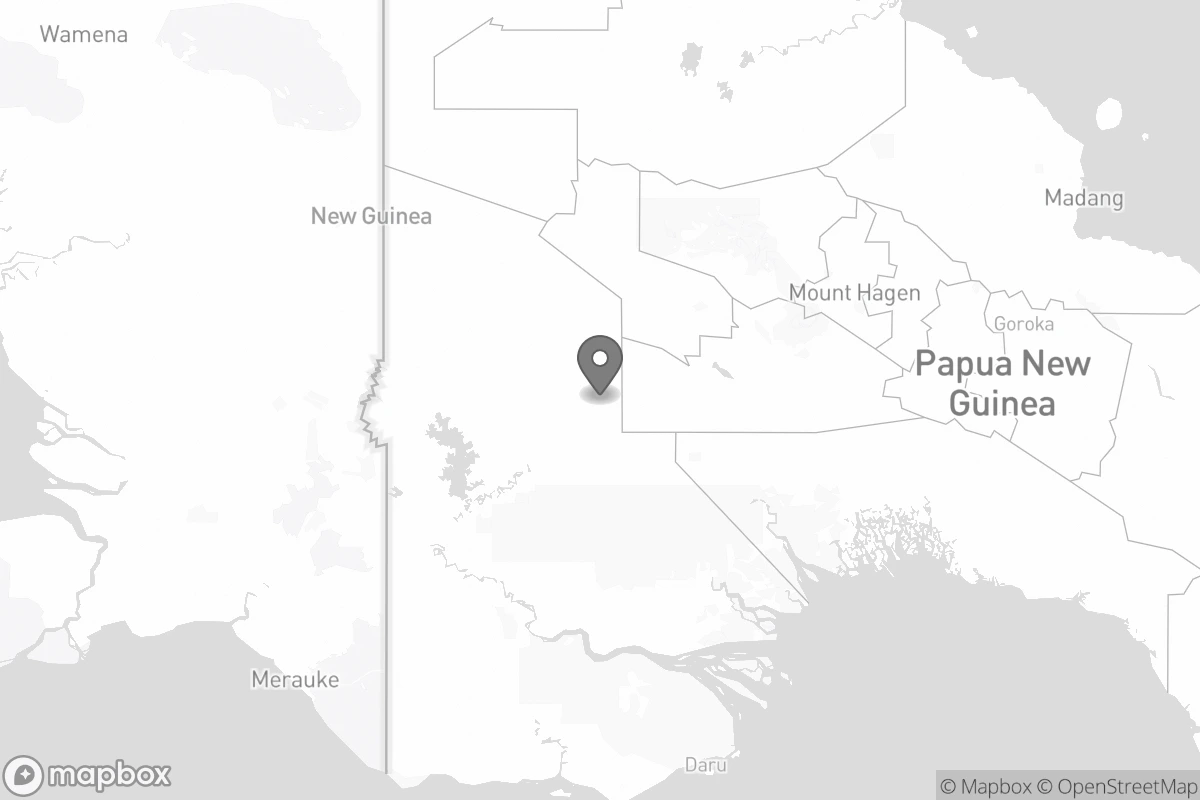 Wamena
Madang
New Guinea
Mount Hagen
Goroka
Papua New
Guinea
Merauke
Daru
mapbox
© Mapbox © OpenStreetMap